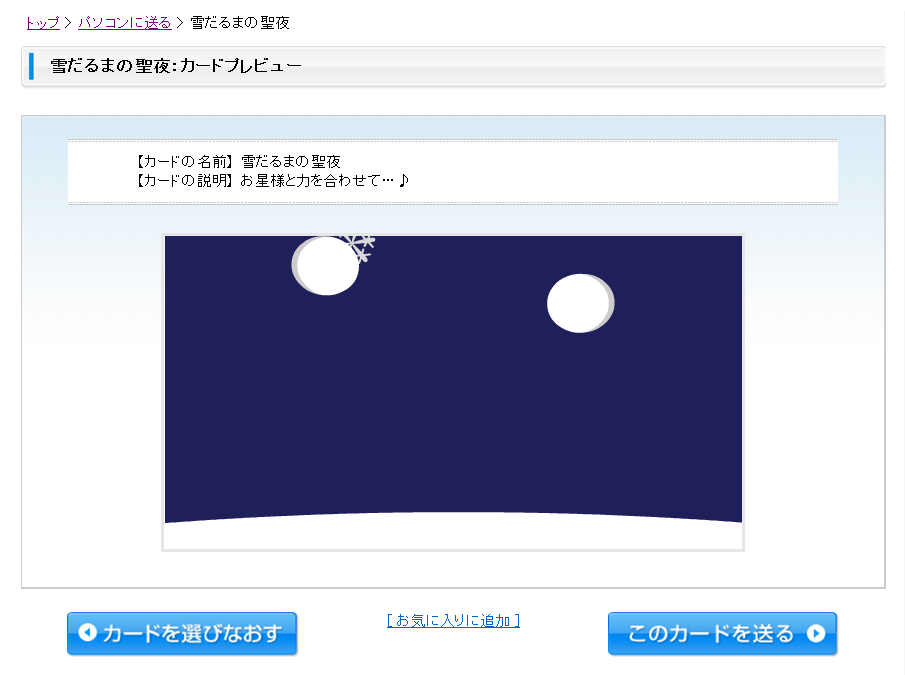 トップ > パソコンに送る > 雪だるまの聖夜
雪だるまの聖夜:カードプレビュー
【カードの名前】 雪だるまの聖夜
【カードの説明】 お星様と力を合わせて…♪
カードを選びなおす
[ お気に入りに追加 ]
このカードを送る